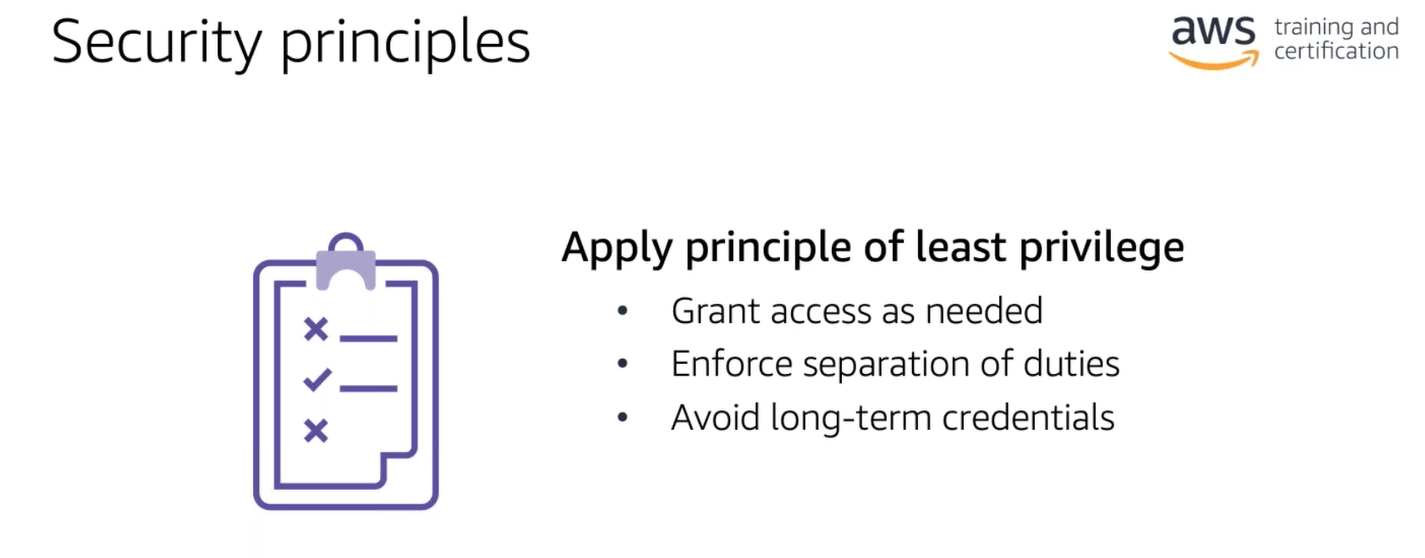 Security principles
aws training and
certification
Apply principle of least privilege
• Grant access as needed
• Enforce separation of duties
• Avoid long-term credentials